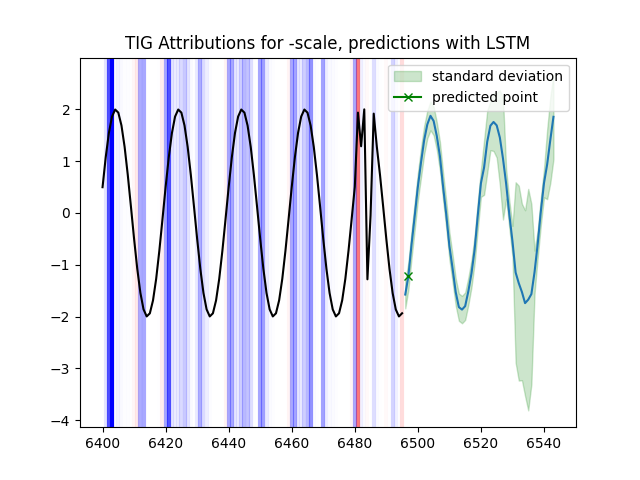 TIG Attributions for -scale, predictions with LSTM
standard deviation
predicted point
2
1
0
−1
−2
−3
−4
6400 6420 6440 6460 6480 6500 6520 6540